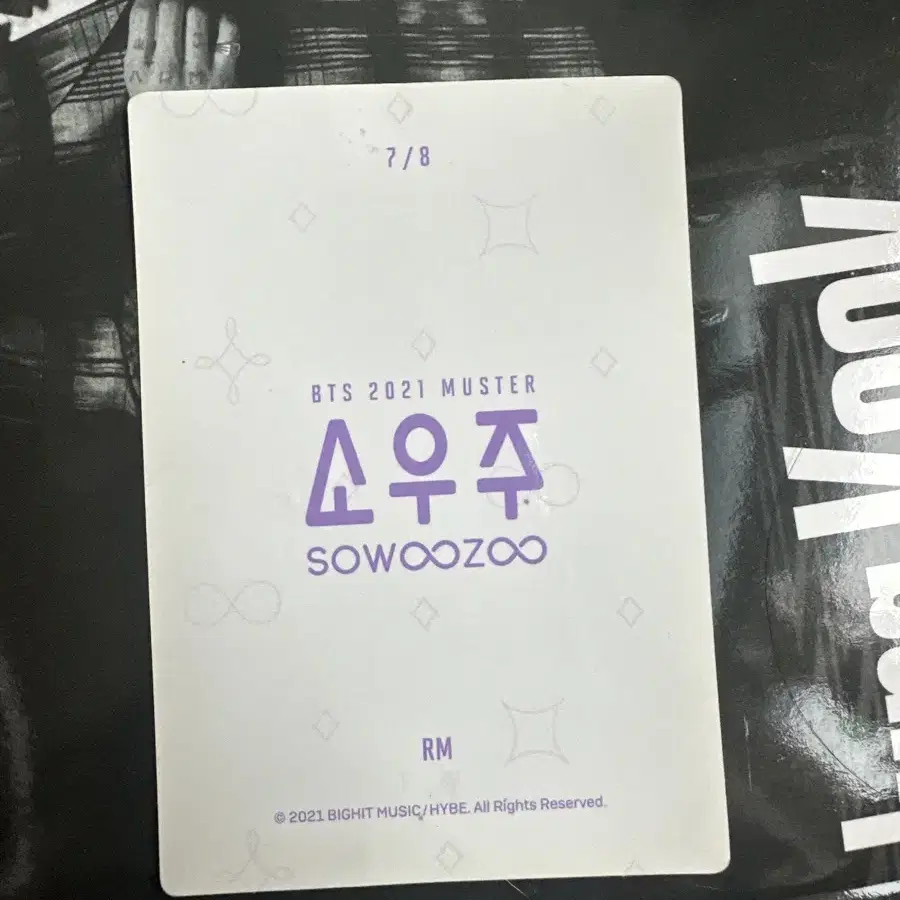 7/8
BTS 2021 MUSTER
소우주
SOWOOZOO
RM
© 2021 BIGHIT MUSIC/HYBE. All Rights Reserved.